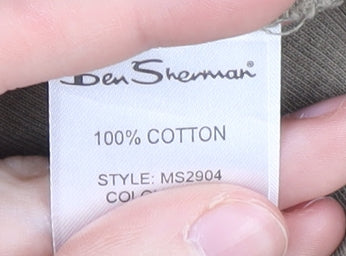 Ben Sherman®
100% COTTON
STYLE: MS2904